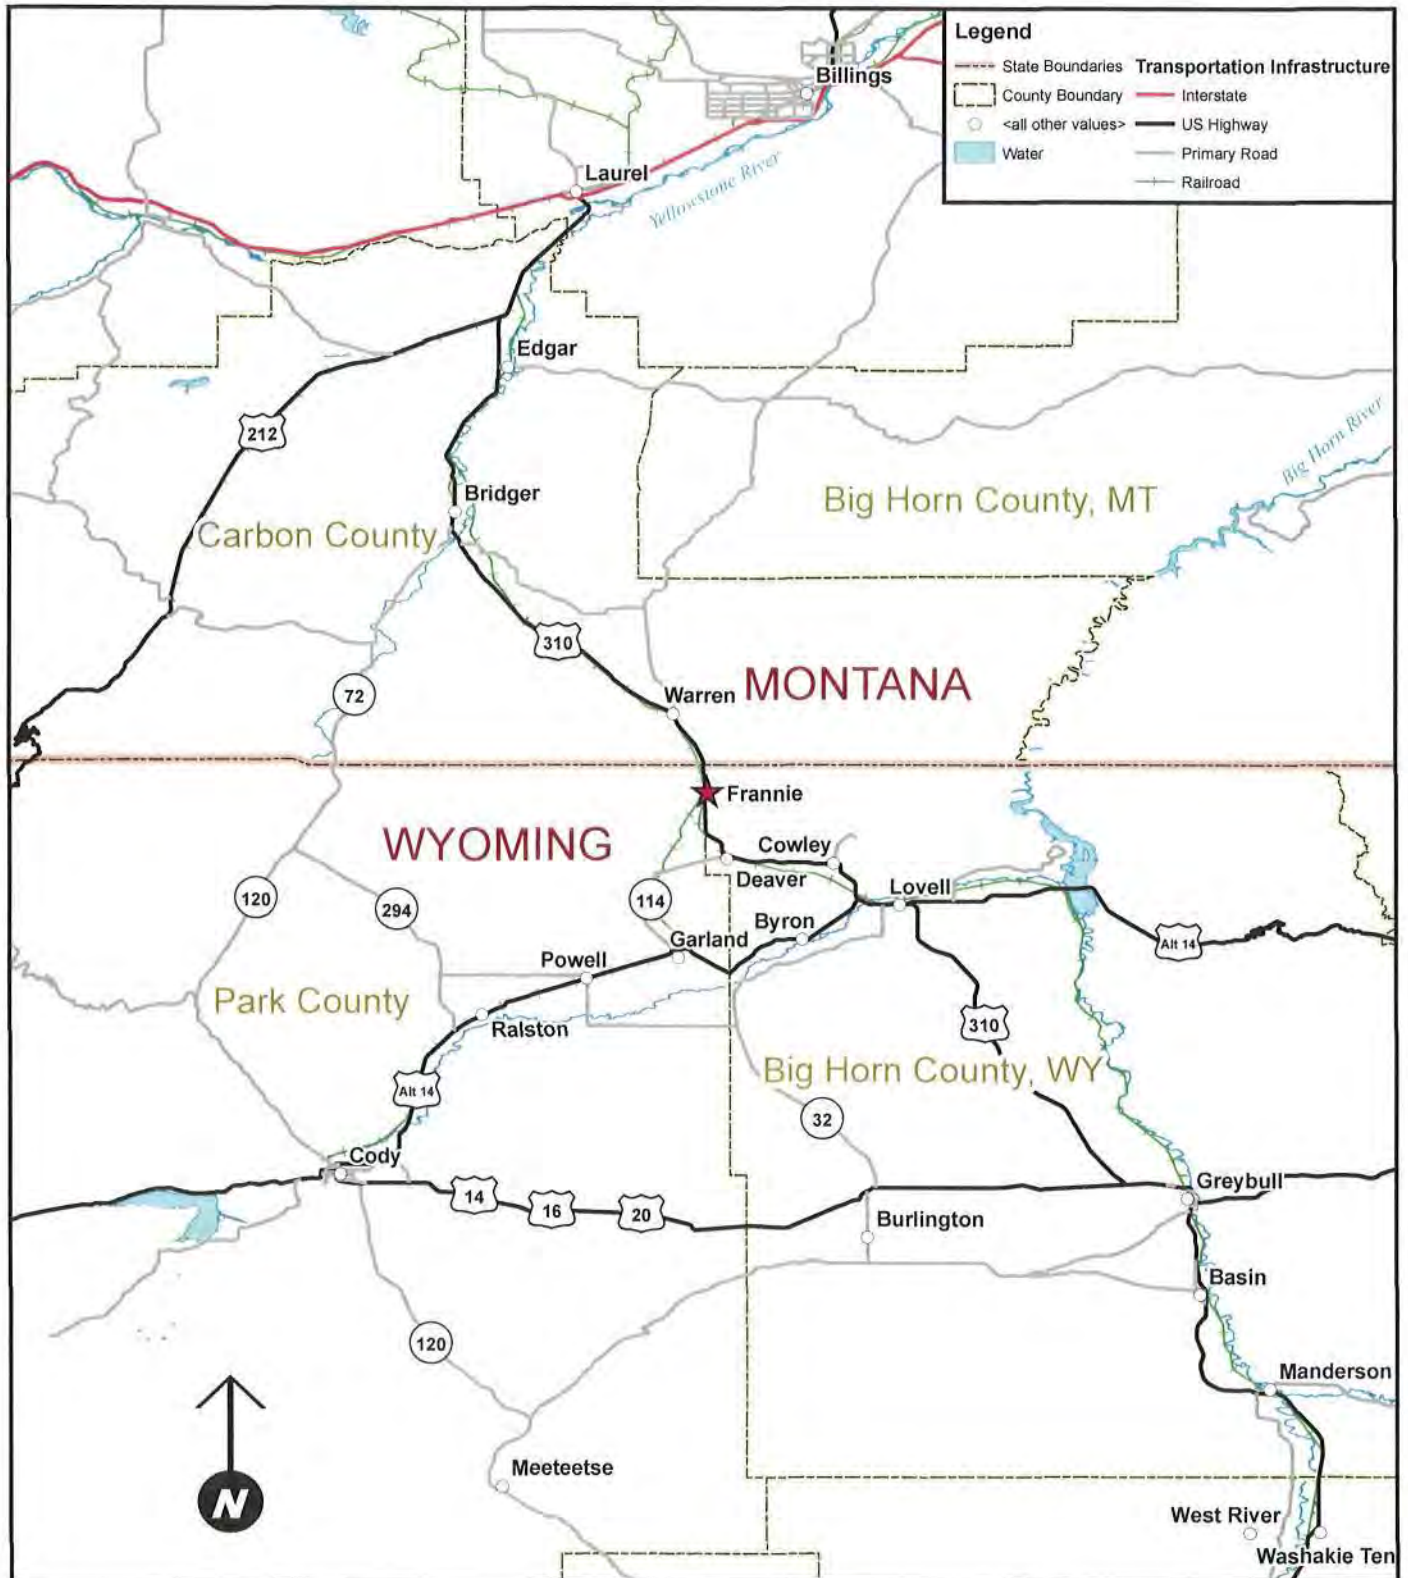 Legend
State Boundaries
County Boundary
<all other values>
Water
Transportation Infrastructure
Interstate
US Highway
Primary Road
Railroad
Billings
Laurel
Yellowstone River
Edgar
212
Big Horn River
Bridger
Big Horn County, MT
Carbon County
310
72
Warren
MONTANA
Frannie
WYOMING
Cowley
Deaver
Lovell
120
294
114
Byron
Garland
Alt 14
Powell
Park County
Ralston
310
Big Horn County, WY
Alt 14
32
Cody
14
16
20
Greybull
Burlington
Basin
120
Manderson
Meeteetse
N
West River
Washakie Ten